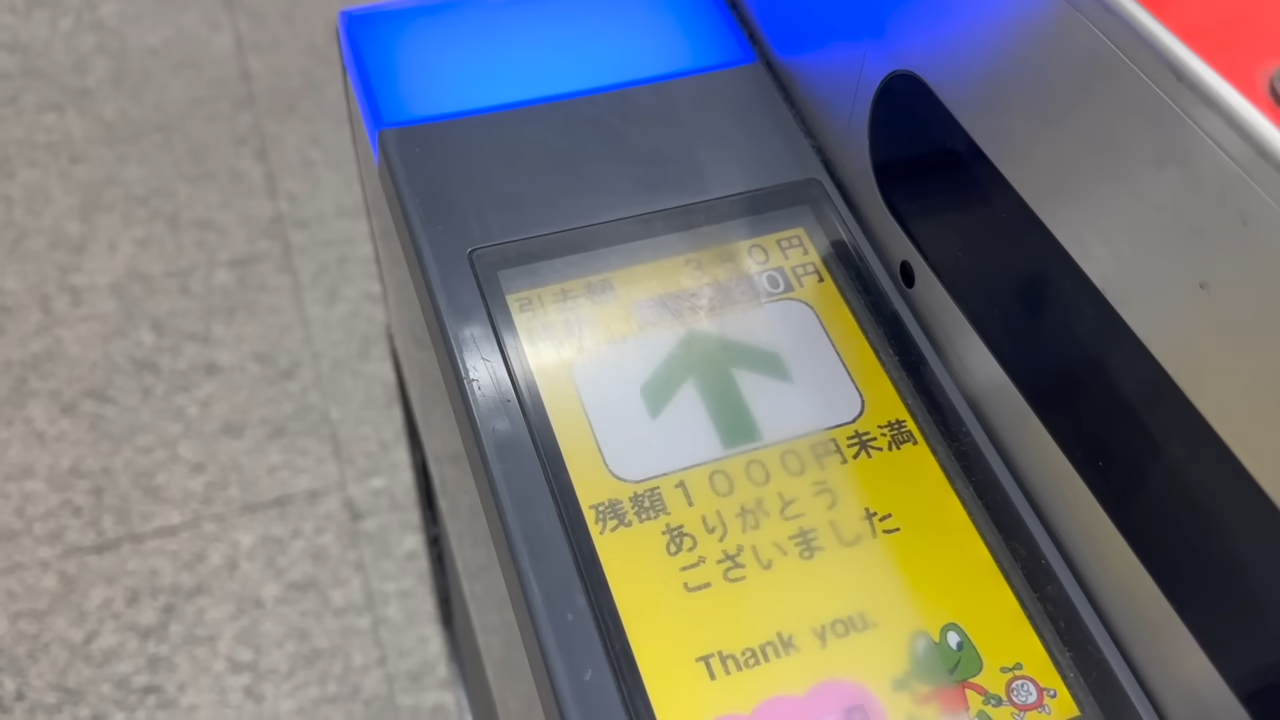 円
0円
残額1000円未満
ありがとう
ございました
Thank you.